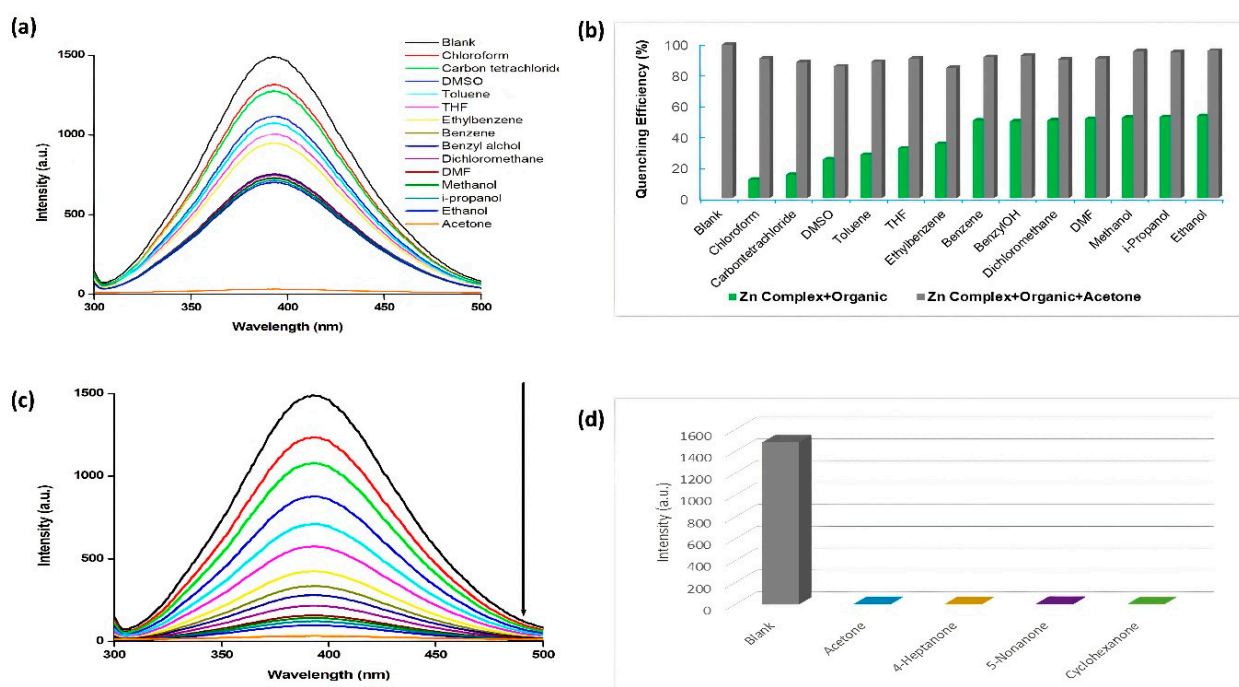 (a)
1500
1000
500
0
Intensity (a.u.)
300
350
400
450
500
Wavelength (nm)
Blank
Chloroform
Carbon tetrachloride
DMSO
Toluene
THF
Ethylbenzene
Benzene
Benzyl alchol
Dichloromethane
DMF
Methanol
i-propanol
Ethanol
Acetone
(b)
Quenching Efficiency (%)
100
80
60
40
20
0
Blank
Chloroform
Carbontetrachloride
DMSO
Toluene
THF
Ethylbenzene
Benzene
BenzylOH
Dichloromethane
DMF
Methanol
i-Propanol
Ethanol
Zn Complex+Organic
Zn Complex+Organic+Acetone
(c)
1500
1000
500
0
Intensity (a.u.)
300
350
400
450
500
Wavelength (nm)
(d)
Intensity (a.u.)
1600
1400
1200
1000
800
600
400
200
0
Blank
Acetone
4-Heptanone
5-Nonanone
Cyclohexanone